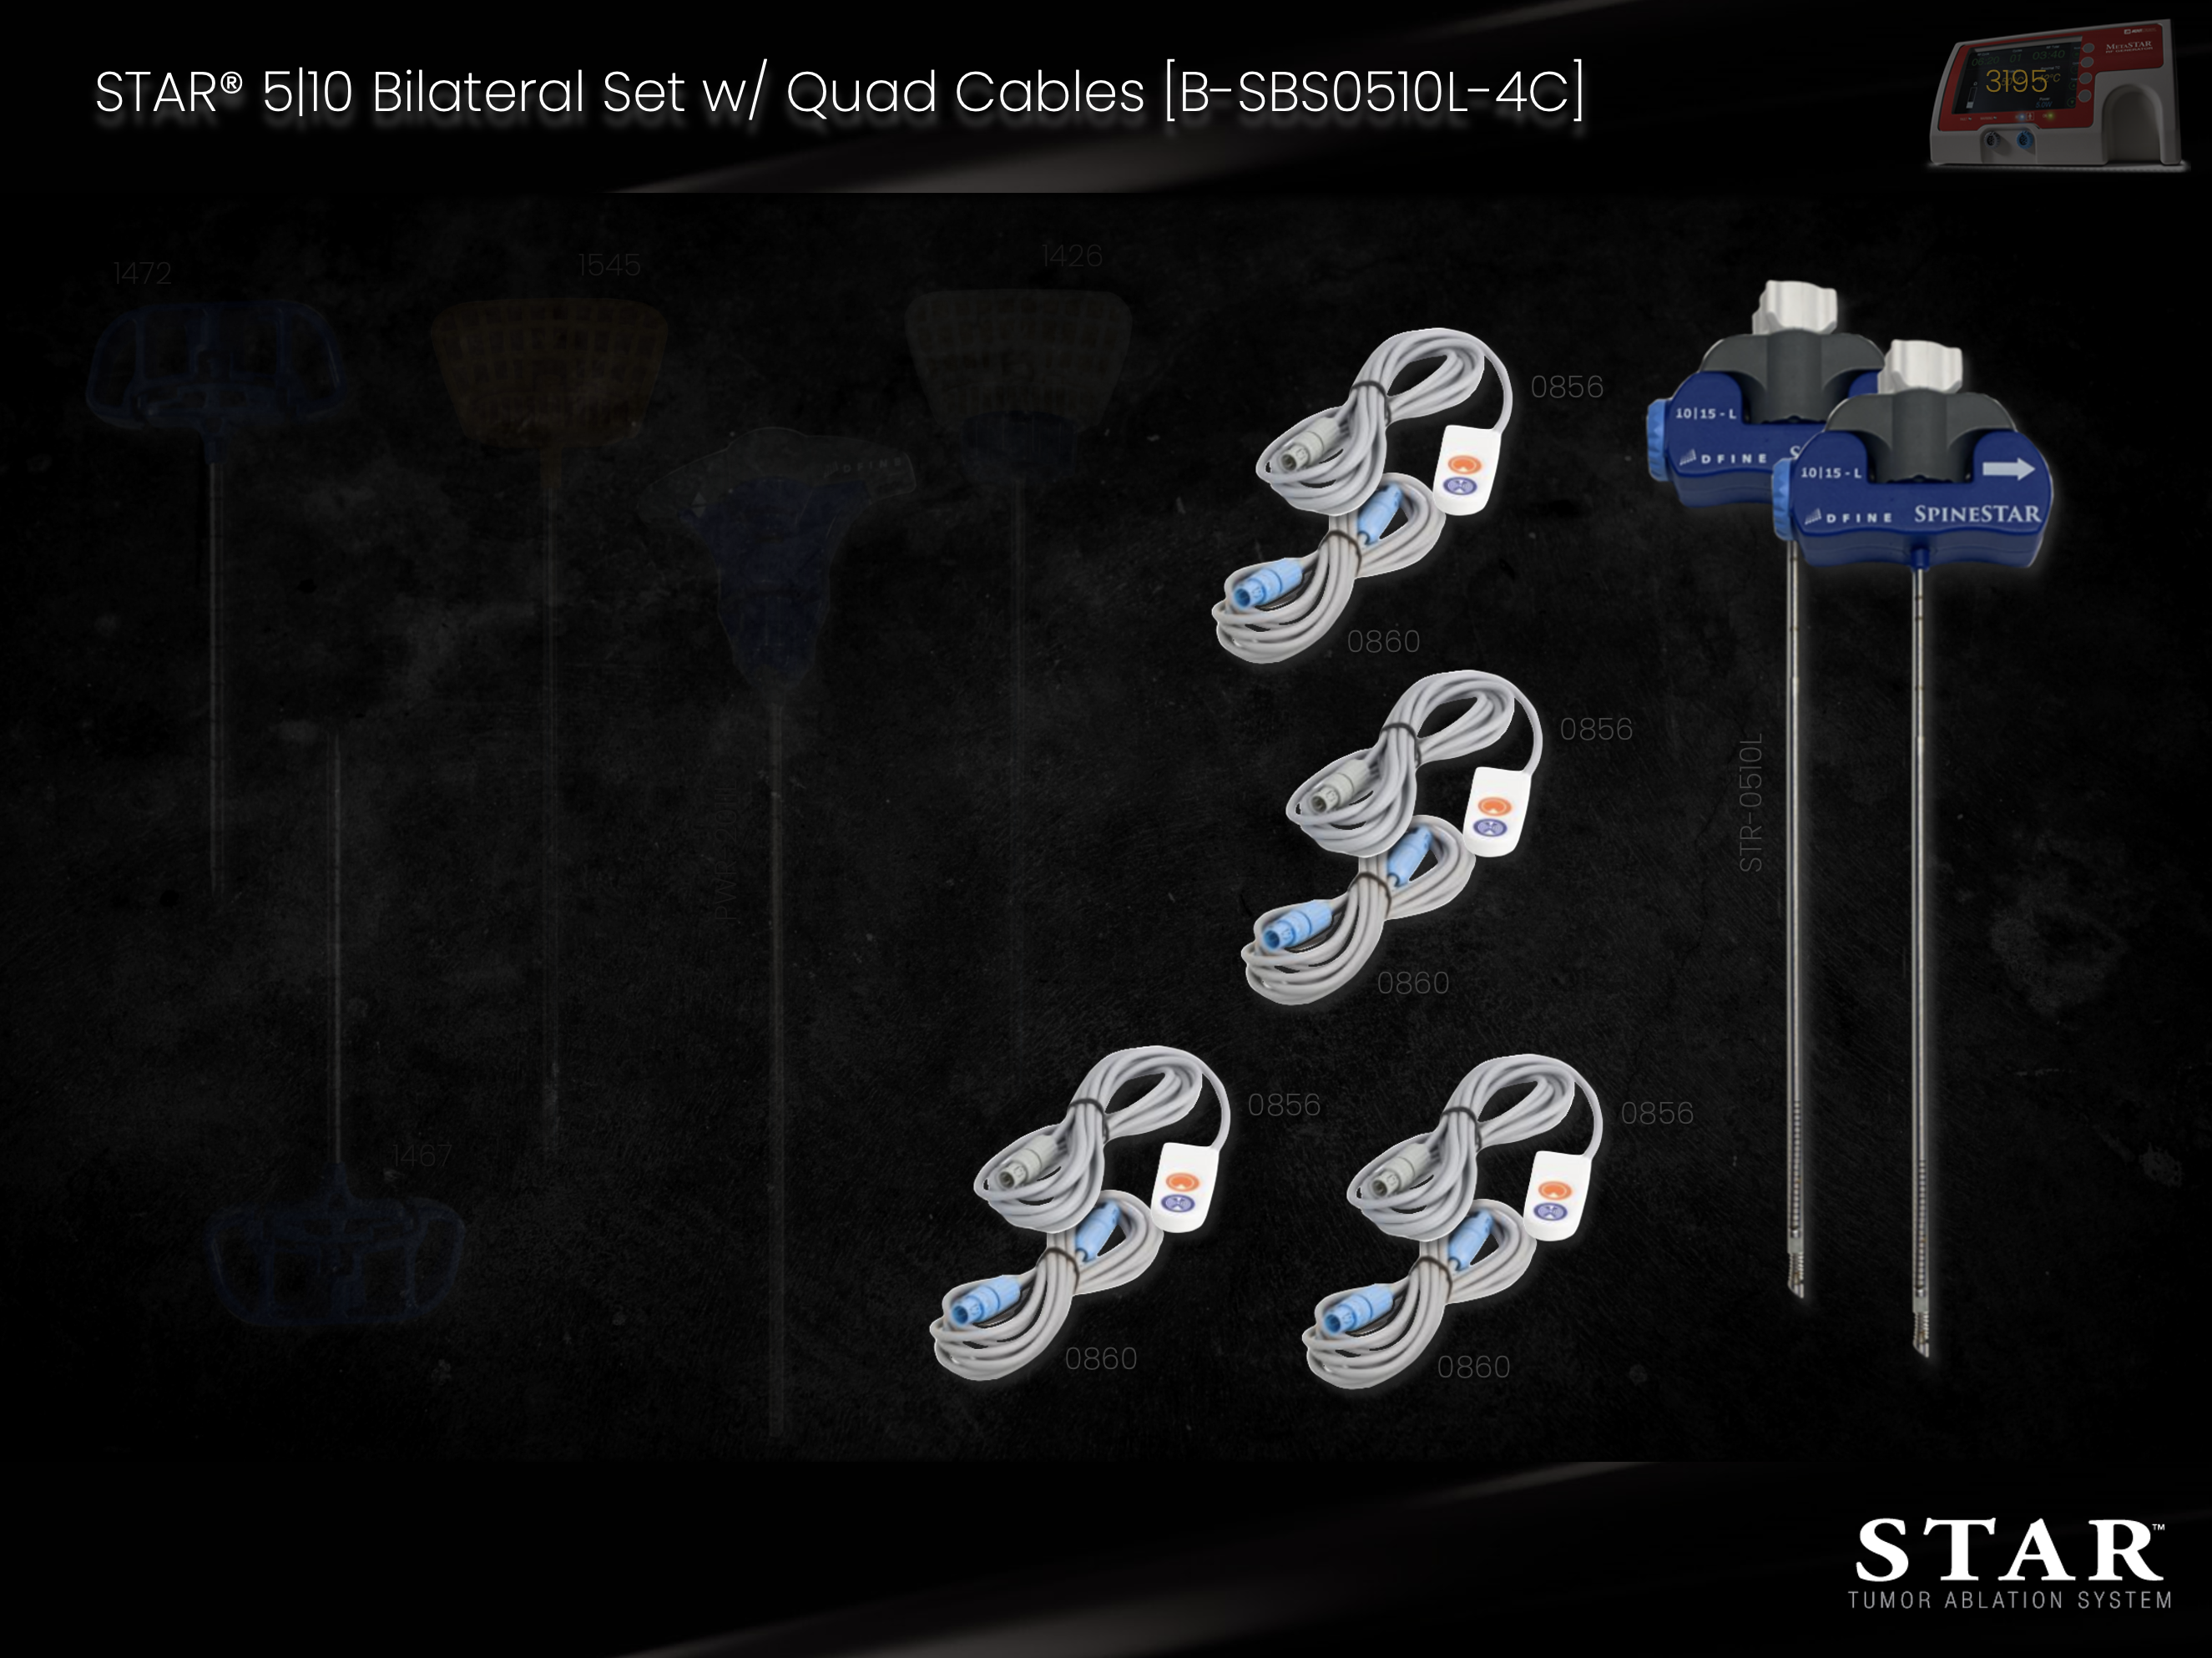 STAR® 5|10 Bilateral Set w/ Quad Cables [B-SBS0510L-4C]
METASTAR
3195
1472
1545
1426
DFINE
0856
0860
0856
0860
0856
0860
0856
0860
1467
STR-0510L
10|15 - L
DFINE S
10|15 - L
DFINE SPINESTAR
STAR™
TUMOR ABLATION SYSTEM